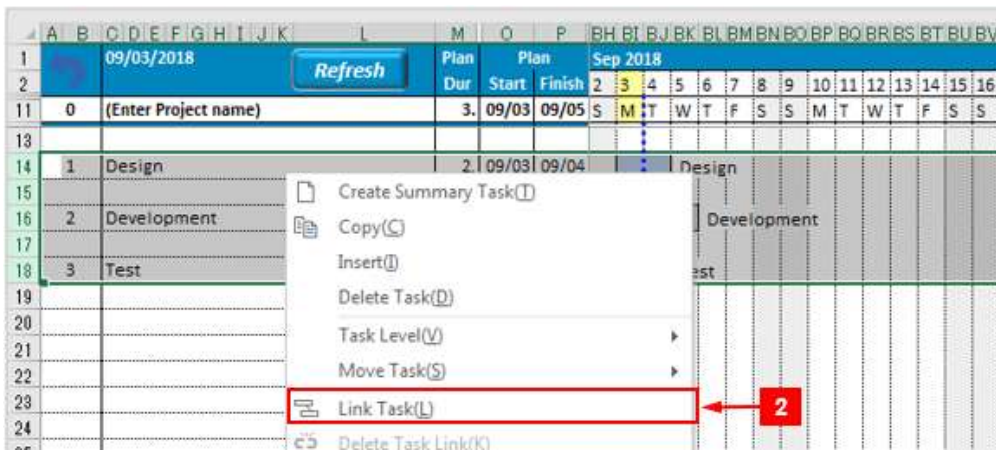 A B C D E F G H I J K L M O P BH BI BJ BK BL BM BN BO BP BQ BR BS BT BU BV
1 09/03/2018 Refresh Plan Plan Sep 2018
2 Dur Start Finish 2 3 4 5 6 7 8 9 10 11 12 13 14 15 16
11 0 (Enter Project name) 3. 09/03 09/05 S M T W T F S S M T W T F S S
13
14 1 Design 2. 09/03 09/04 Design
15 Create Summary Task(T)
16 2 Development Copy(C) Development
17 Insert(I)
18 3 Test est
19 Delete Task(D)
20 Task Level(V)
21
22 Move Task(S)
23 Link Task(L) 2
24 Delete Task Link(K)